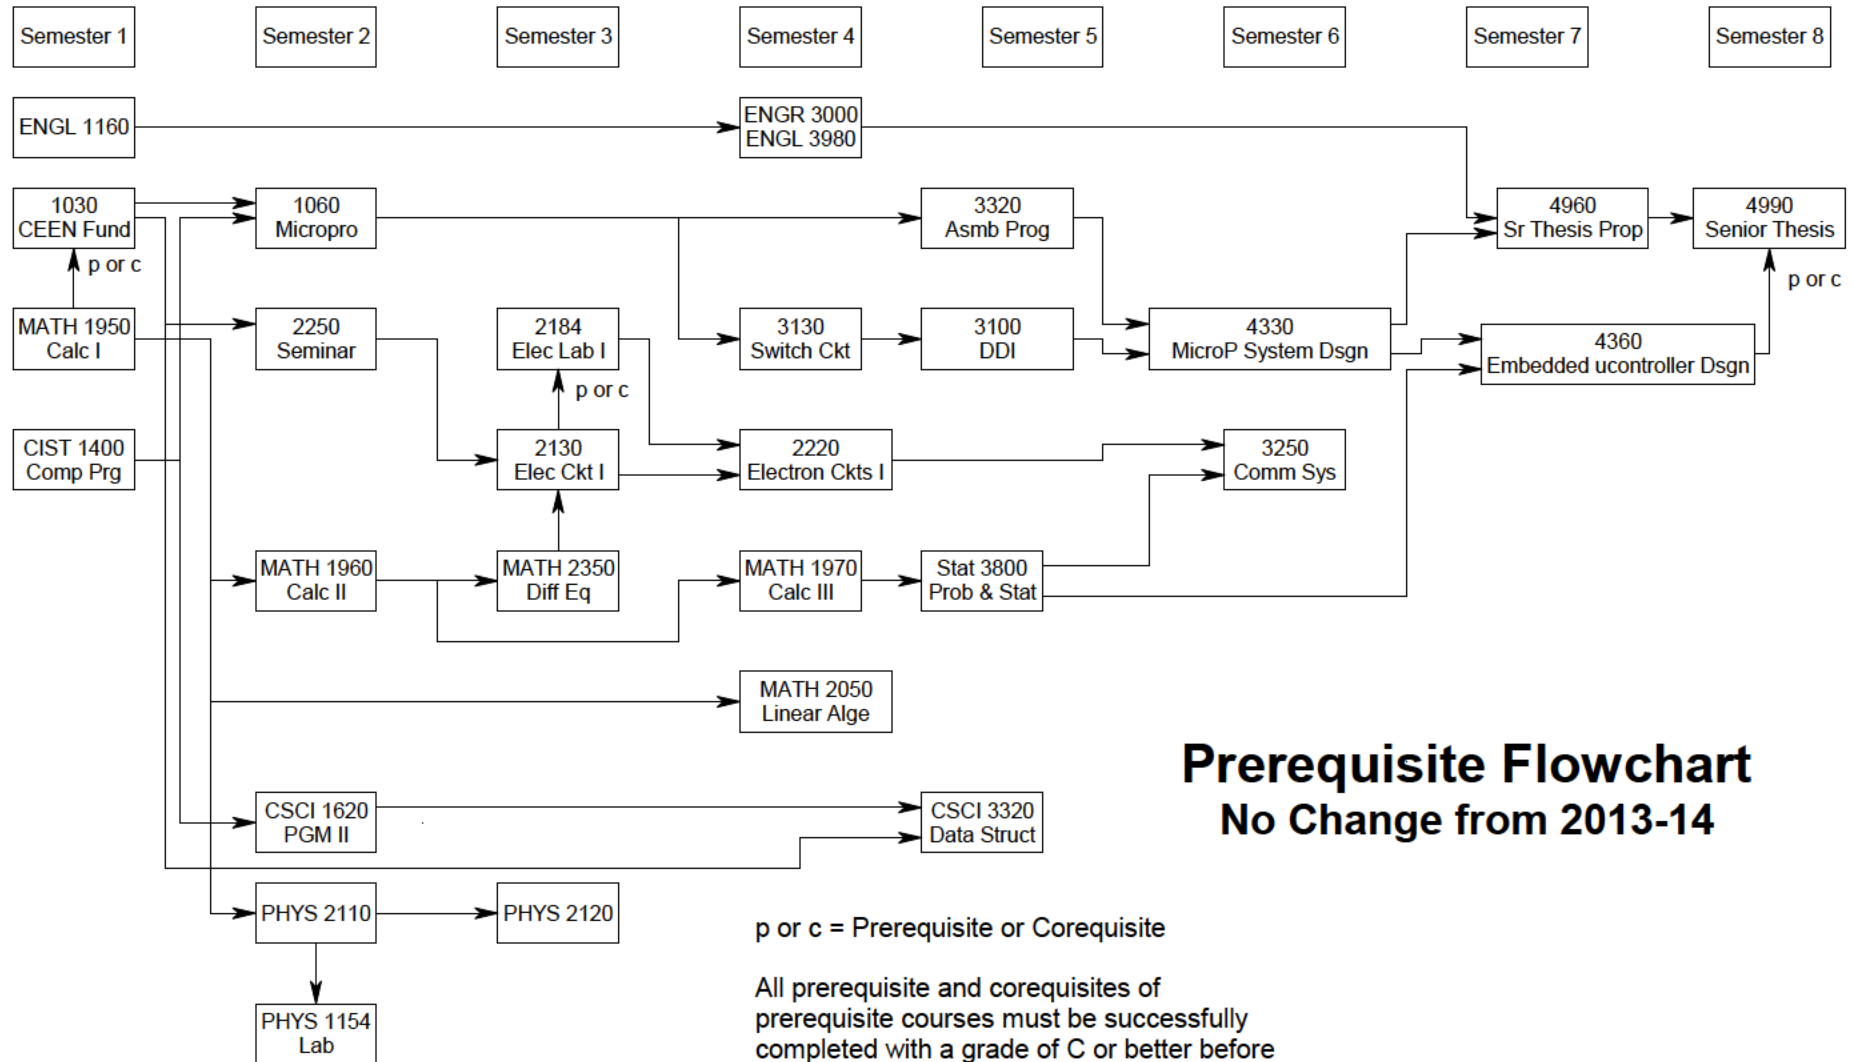 Semester 1
Semester 2
Semester 3
Semester 4
Semester 5
Semester 6
Semester 7
Semester 8
ENGL 1160
ENGR 3000
ENGL 3980
1030
CEEN Fund
1060
Micropro
3320
Asmb Prog
4960
Sr Thesis Prop
4990
Senior Thesis
p or c
p or c
MATH 1950
Calc I
2250
Seminar
2184
Elec Lab I
3130
Switch Ckt
3100
DDI
4330
MicroP System Dsgn
4360
Embedded ucontroller Dsgn
p or c
CIST 1400
Comp Prg
2130
Elec Ckt I
2220
Electron Ckts I
3250
Comm Sys
MATH 1960
Calc II
MATH 2350
Diff Eq
MATH 1970
Calc III
Stat 3800
Prob & Stat
MATH 2050
Linear Alge
Prerequisite Flowchart
No Change from 2013-14
CSCI 1620
PGM II
CSCI 3320
Data Struct
PHYS 2110
PHYS 2120
p or c = Prerequisite or Corequisite
PHYS 1154
Lab
All prerequisite and corequisites of
prerequisite courses must be successfully
completed with a grade of C or better before